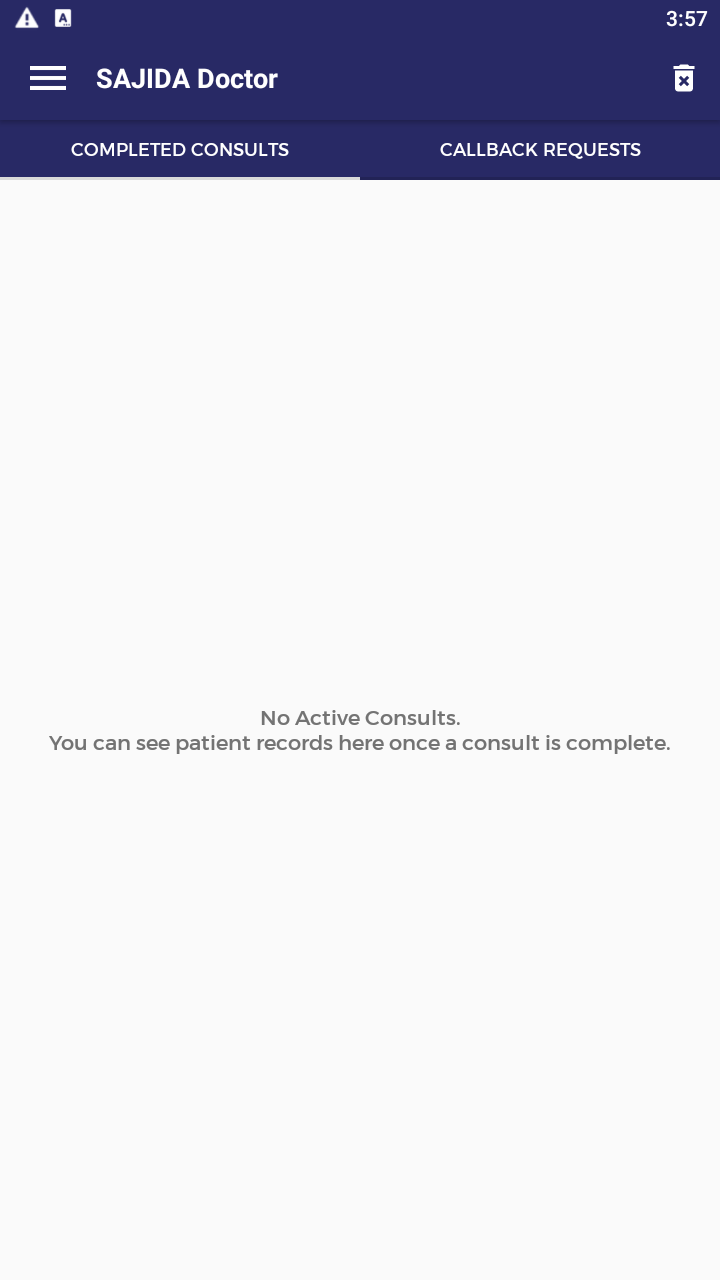 3:57
SAJIDA Doctor
COMPLETED CONSULTS
CALLBACK REQUESTS
No Active Consults.
You can see patient records here once a consult is complete.